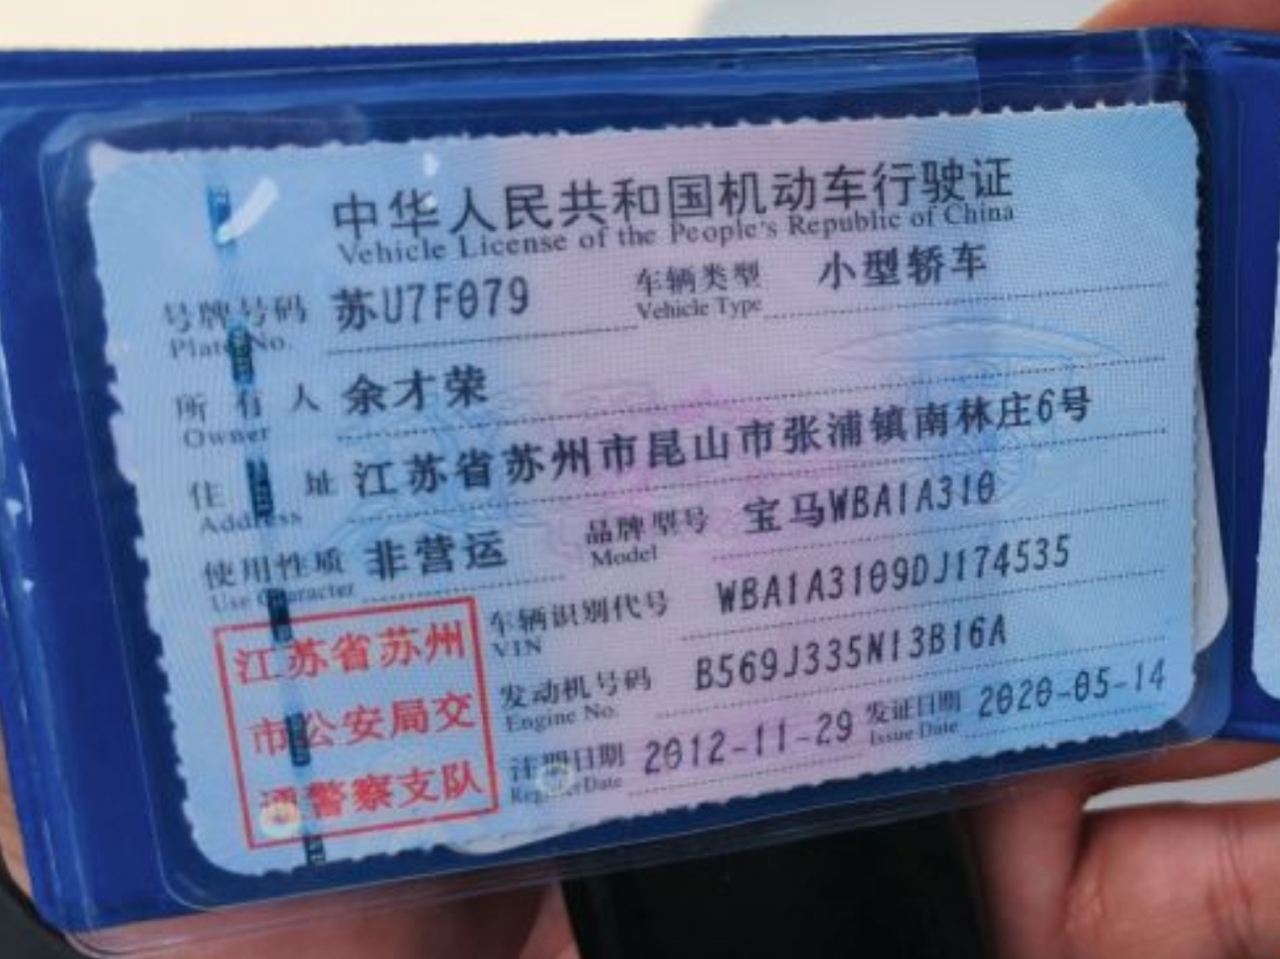 中华人民共和国机动车行驶证
Vehicle License of the People's Republic of China
号牌号码 苏U7F079 车辆类型 小型轿车
Plate No. Vehicle Type
所有人 余才荣
Owner
住址 江苏省苏州市昆山市张浦镇南林庄6号
Address
使用性质 非营运 品牌型号 宝马WBA1A310
Use Character Model
车辆识别代号 WBA1A3109DJ174535
VIN
发动机号码 B569J335N13B16A
Engine No.
注册日期 2012-11-29 发证日期 2020-05-14
Register Date Issue Date
江苏省苏州
市公安局交
通警察支队